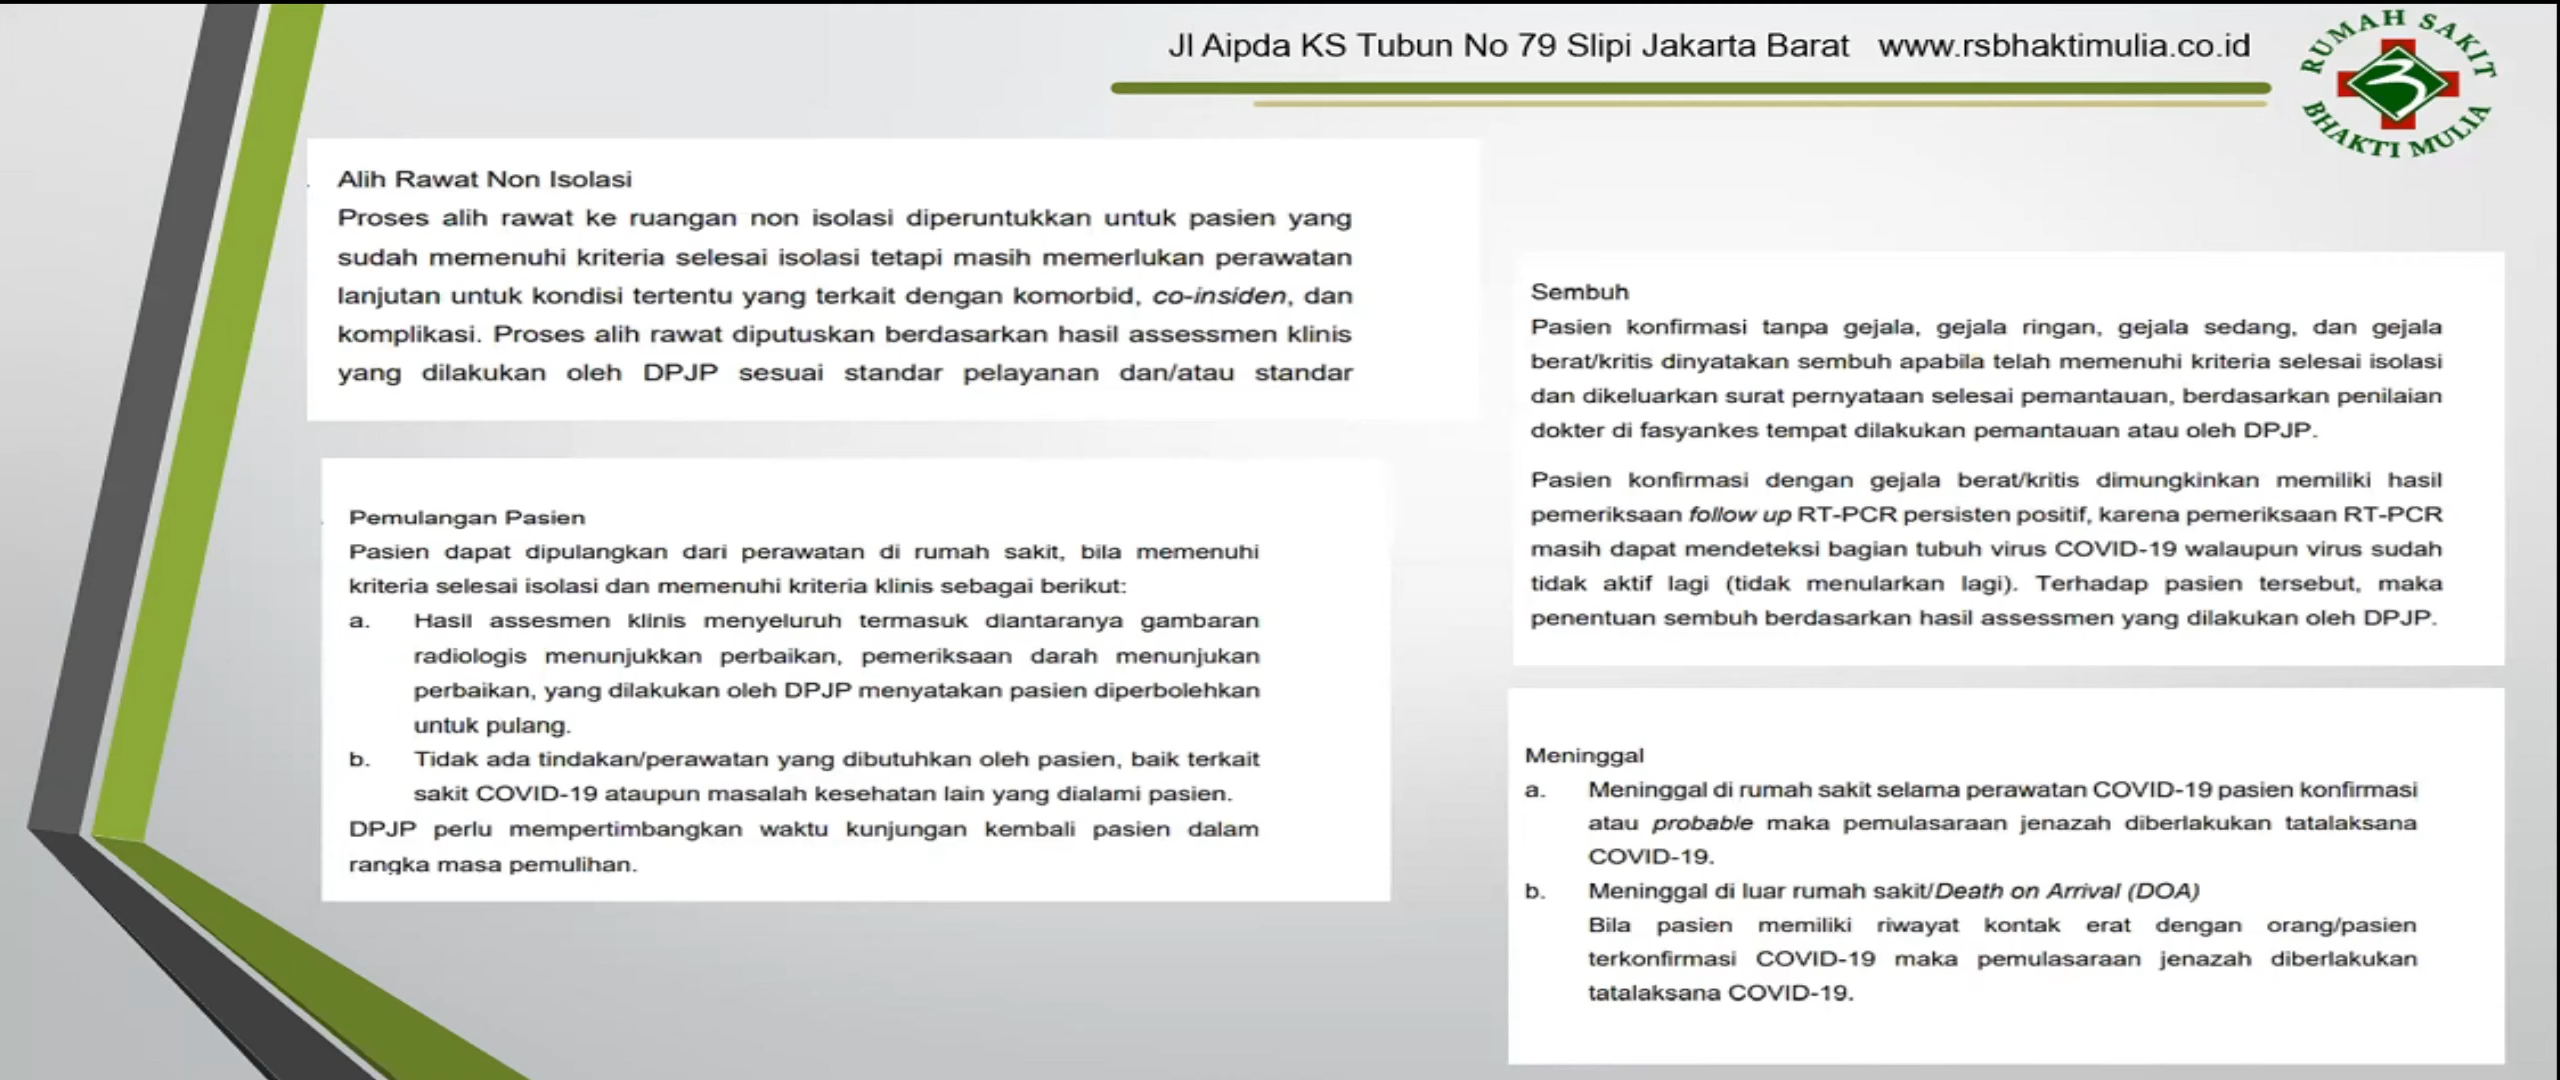 Jl Aipda KS Tubun No 79 Slipi Jakarta Barat www.rsbhaktimulia.co.id
RUMAH SAKIT
BHAKTI MULIA
Alih Rawat Non Isolasi
Proses alih rawat ke ruangan non isolasi diperuntukkan untuk pasien yang
sudah memenuhi kriteria selesai isolasi tetapi masih memerlukan perawatan
lanjutan untuk kondisi tertentu yang terkait dengan komorbid, co-insiden, dan
komplikasi. Proses alih rawat diputuskan berdasarkan hasil assessmen klinis
yang dilakukan oleh DPJP sesuai standar pelayanan dan/atau standar
Pemulangan Pasien
Pasien dapat dipulangkan dari perawatan di rumah sakit, bila memenuhi
kriteria selesai isolasi dan memenuhi kriteria klinis sebagai berikut:
a. Hasil assesmen klinis menyeluruh termasuk diantaranya gambaran
radiologis menunjukkan perbaikan, pemeriksaan darah menunjukan
perbaikan, yang dilakukan oleh DPJP menyatakan pasien diperbolehkan
untuk pulang.
b. Tidak ada tindakan/perawatan yang dibutuhkan oleh pasien, baik terkait
sakit COVID-19 ataupun masalah kesehatan lain yang dialami pasien.
DPJP perlu mempertimbangkan waktu kunjungan kembali pasien dalam
rangka masa pemulihan.
Sembuh
Pasien konfirmasi tanpa gejala, gejala ringan, gejala sedang, dan gejala
berat/kritis dinyatakan sembuh apabila telah memenuhi kriteria selesai isolasi
dan dikeluarkan surat pernyataan selesai pemantauan, berdasarkan penilaian
dokter di fasyankes tempat dilakukan pemantauan atau oleh DPJP.
Pasien konfirmasi dengan gejala berat/kritis dimungkinkan memiliki hasil
pemeriksaan follow up RT-PCR persisten positif, karena pemeriksaan RT-PCR
masih dapat mendeteksi bagian tubuh virus COVID-19 walaupun virus sudah
tidak aktif lagi (tidak menularkan lagi). Terhadap pasien tersebut, maka
penentuan sembuh berdasarkan hasil assessmen yang dilakukan oleh DPJP.
Meninggal
a. Meninggal di rumah sakit selama perawatan COVID-19 pasien konfirmasi
atau probable maka pemulasaraan jenazah diberlakukan tatalaksana
COVID-19.
b. Meninggal di luar rumah sakit/Death on Arrival (DOA)
Bila pasien memiliki riwayat kontak erat dengan orang/pasien
terkonfirmasi COVID-19 maka pemulasaraan jenazah diberlakukan
tatalaksana COVID-19.